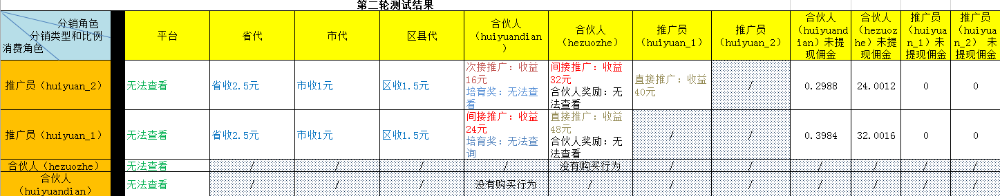 第二轮测试结果
分销角色
分销类型和比例
消费角色
平台
省代
市代
区县代
合伙人
（huiyuandian
）
合伙人
（hezuozhe）
推广员
（huiyuan_1）
推广员
（huiyuan_2）
合伙人
（huiyuand
ian）未提
现佣金
合伙人
（hezuoz
he）未提
现佣金
推广员
（huiyua
n_1）未
提现佣金
推广员
（huiyua
n_2） 未
提现佣金
推广员（huiyuan_2）
无法查看
省收2.5元
市收1元
区收1.5元
次接推广：收益
16元
培育奖：无法查
看
间接推广：收益
32元
合伙人奖励：无
法查看
直接推广：收益
40元
/
0.2988
24.0012
0
0
推广员（huiyuan_1）
无法查看
省收2.5元
市收1元
区收1.5元
间接推广：收益
24元
培育奖：无法查
询
直接推广：收益
48元
合伙人奖励：无
法查看
/
/
0.3984
32.0016
0
0
合伙人（hezuozhe）
无法查看
/
/
/
/
没有购买行为
/
/
/
/
/
/
合伙人
（huiyuandian）
无法查看
/
/
/
没有购买行为
/
/
/
/
/
/
/